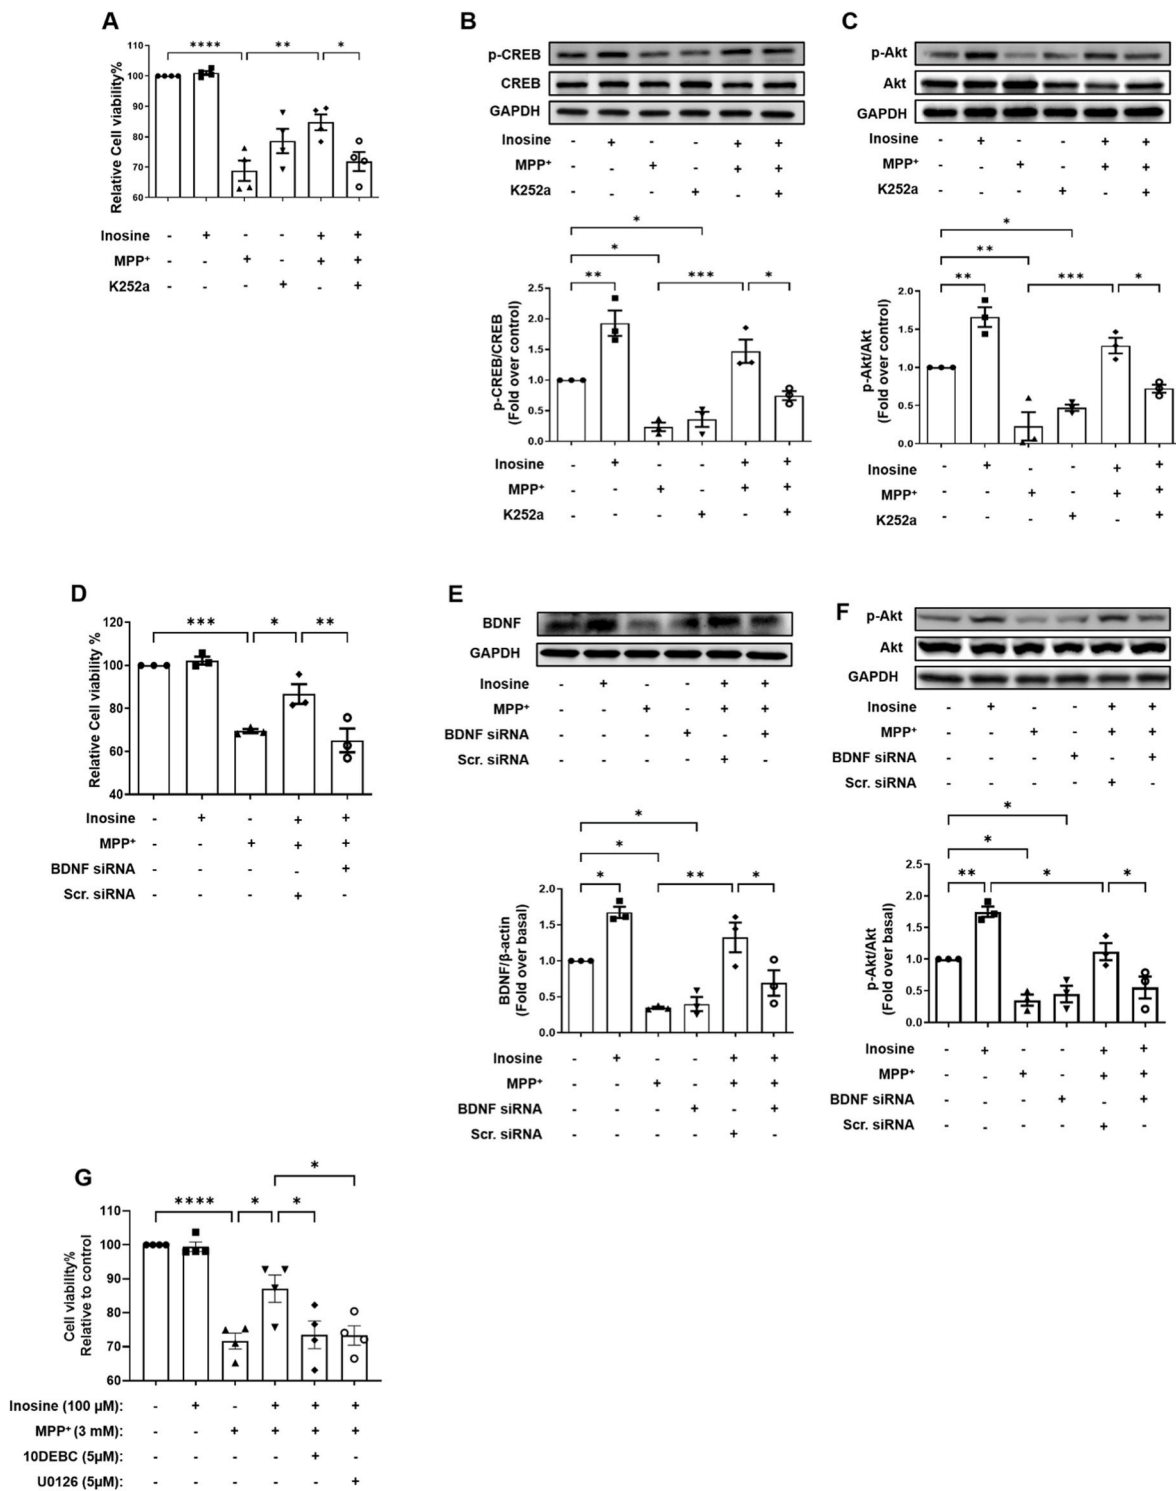 A
****
**
*
Relative Cell viability%
110
100
90
80
70
60
Inosine - + - - + +
MPP⁺ - - + - + +
K252a - - - + - +
B
p-CREB
CREB
GAPDH
Inosine - + - - + +
MPP⁺ - - + - + +
K252a - - - + - +
*
*
**
***
*
p-CREB/CREB
(Fold over control)
2.5
2.0
1.5
1.0
0.5
0.0
Inosine - + - - + +
MPP⁺ - - + - + +
K252a - - - + - +
C
p-Akt
Akt
GAPDH
Inosine - + - - + +
MPP⁺ - - + - + +
K252a - - - + - +
*
**
**
***
*
p-Akt/Akt
(Fold over control)
2.0
1.5
1.0
0.5
0.0
Inosine - + - - + +
MPP⁺ - - + - + +
K252a - - - + - +
D
***
*
**
Relative Cell viability %
120
100
80
60
40
Inosine - + - + +
MPP⁺ - - + + +
BDNF siRNA - - - - +
Scr. siRNA - - - + -
E
BDNF
GAPDH
Inosine - + - - + +
MPP⁺ - - + - + +
BDNF siRNA - - - + - +
Scr. siRNA - - - - + -
*
*
*
**
*
BDNF/β-actin
(Fold over basal)
2.0
1.5
1.0
0.5
0.0
Inosine - + - - + +
MPP⁺ - - + - + +
BDNF siRNA - - - + - +
Scr. siRNA - - - - + -
F
p-Akt
Akt
GAPDH
Inosine - + - - + +
MPP⁺ - - + - + +
BDNF siRNA - - - + - +
Scr. siRNA - - - - + -
*
*
**
*
*
p-Akt/Akt
(Fold over basal)
2.5
2.0
1.5
1.0
0.5
0.0
Inosine - + - - + +
MPP⁺ - - + - + +
BDNF siRNA - - - + - +
Scr. siRNA - - - - + -
G
*
****
*
*
Cell viability%
Relative to control
110
100
90
80
70
60
Inosine (100 µM): - + - + + +
MPP⁺ (3 mM): - - + + + +
10DEBC (5µM): - - - - + -
U0126 (5µM): - - - - - +